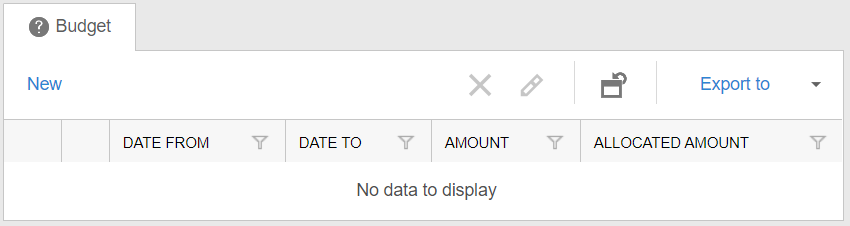 Budget
New Export to
DATE FROM DATE TO AMOUNT ALLOCATED AMOUNT
No data to display